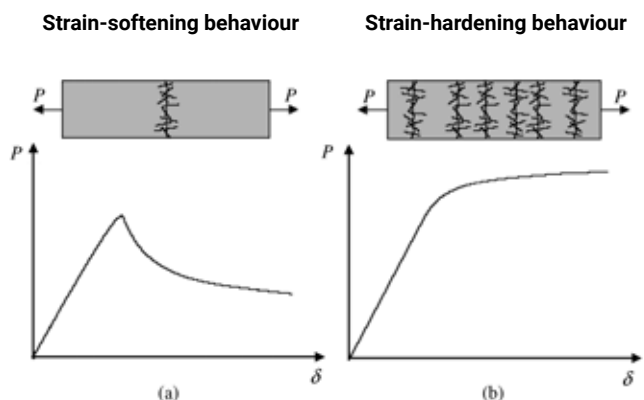 Strain-softening behaviour
Strain-hardening behaviour
P
P
P
P
P
δ
(a)
P
δ
(b)